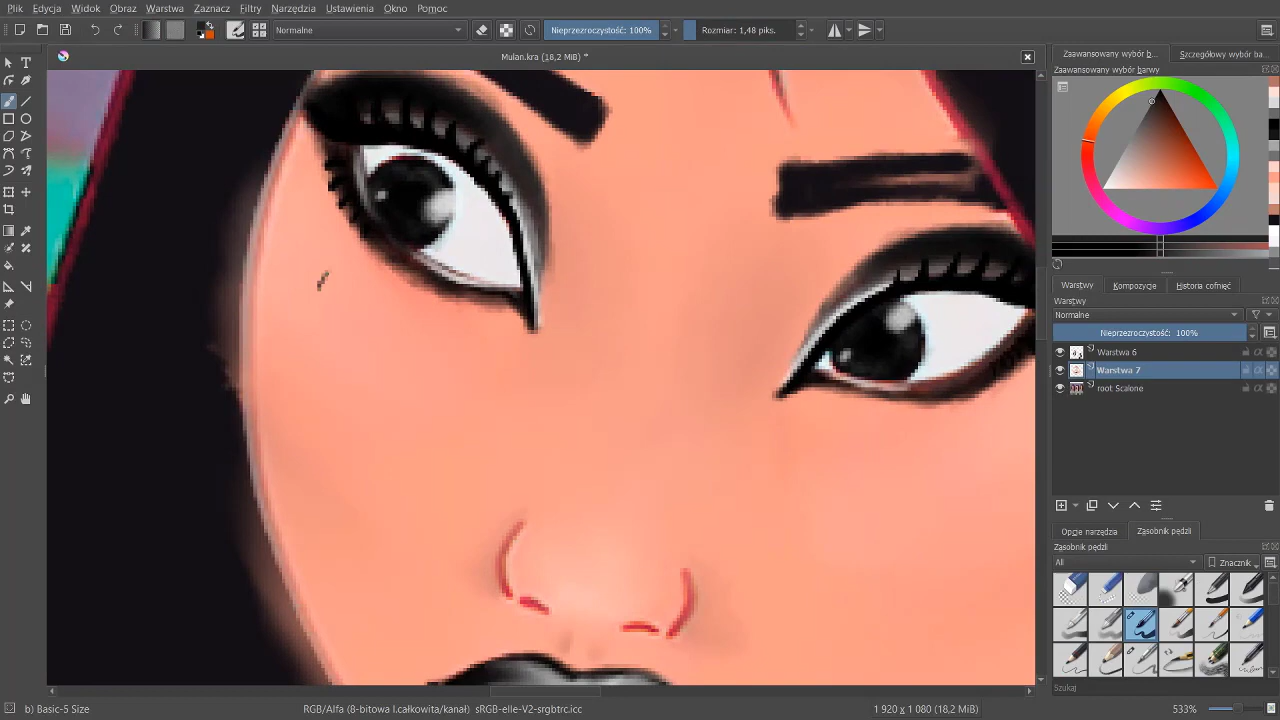 Plik Edycja Widok Obraz Warstwa Zaznacz Filtry Narzędzia Ustawienia Okno Pomoc
Normalne Nieprzezroczystość: 100% Rozmiar: 1,48 piks.
Mulan.kra (18,2 MiB) *
Zaawansowany wybór b... Szczegółowy wybór ba...
Zaawansowany wybór barwy
Warstwy Kompozycje Historia cofnięć
Warstwy
Normalne
Nieprzezroczystość: 100%
Warstwa 6
Warstwa 7
root Scalone
Opcje narzędzia Zasobnik pędzli
Zasobnik pędzli
All Znacznik
Szukaj
b) Basic-5 Size RGB/Alfa (8-bitowa l.całkowita/kanał) sRGB-elle-V2-srgbtrc.icc 1 920 x 1 080 (18,2 MiB) 533%